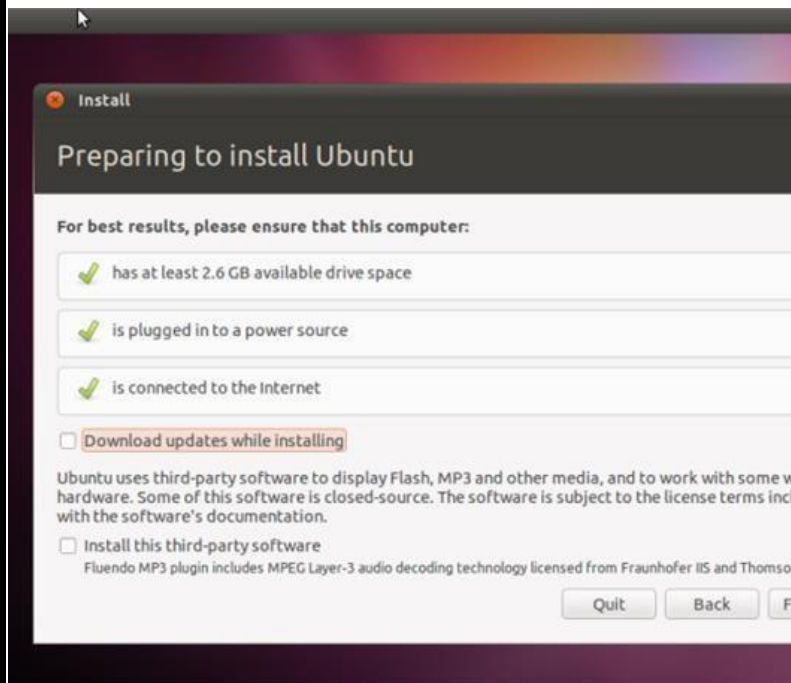 Install
Preparing to install Ubuntu
For best results, please ensure that this computer:
has at least 2.6 GB available drive space
is plugged in to a power source
is connected to the Internet
Download updates while installing
Ubuntu uses third-party software to display Flash, MP3 and other media, and to work with some
hardware. Some of this software is closed-source. The software is subject to the license terms
with the software's documentation.
Install this third-party software
Fluendo MP3 plugin includes MPEG Layer-3 audio decoding technology licensed from Fraunhofer IIS and
Quit Back